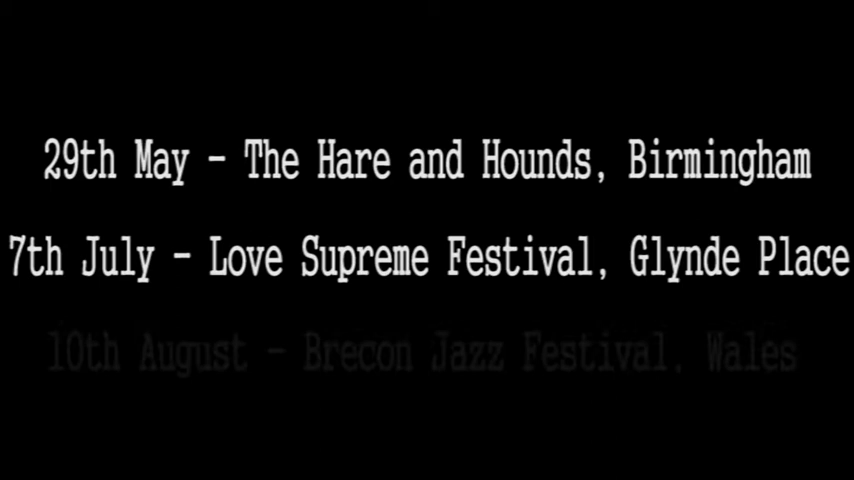 29th May - The Hare and Hounds, Birmingham
7th July - Love Supreme Festival, Glynde Place
10th August - Brecon Jazz Festival, Wales